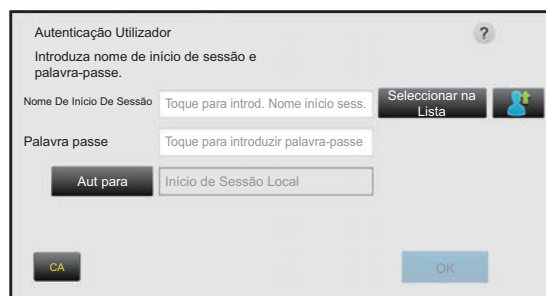 Autenticação Utilizador
?
Introduza nome de início de sessão e
palavra-passe.
Nome De Início De Sessão
Toque para introd. Nome início sess.
Seleccionar na
Lista
Palavra passe
Toque para introduzir palavra-passe
Aut para
Início de Sessão Local
CA
OK